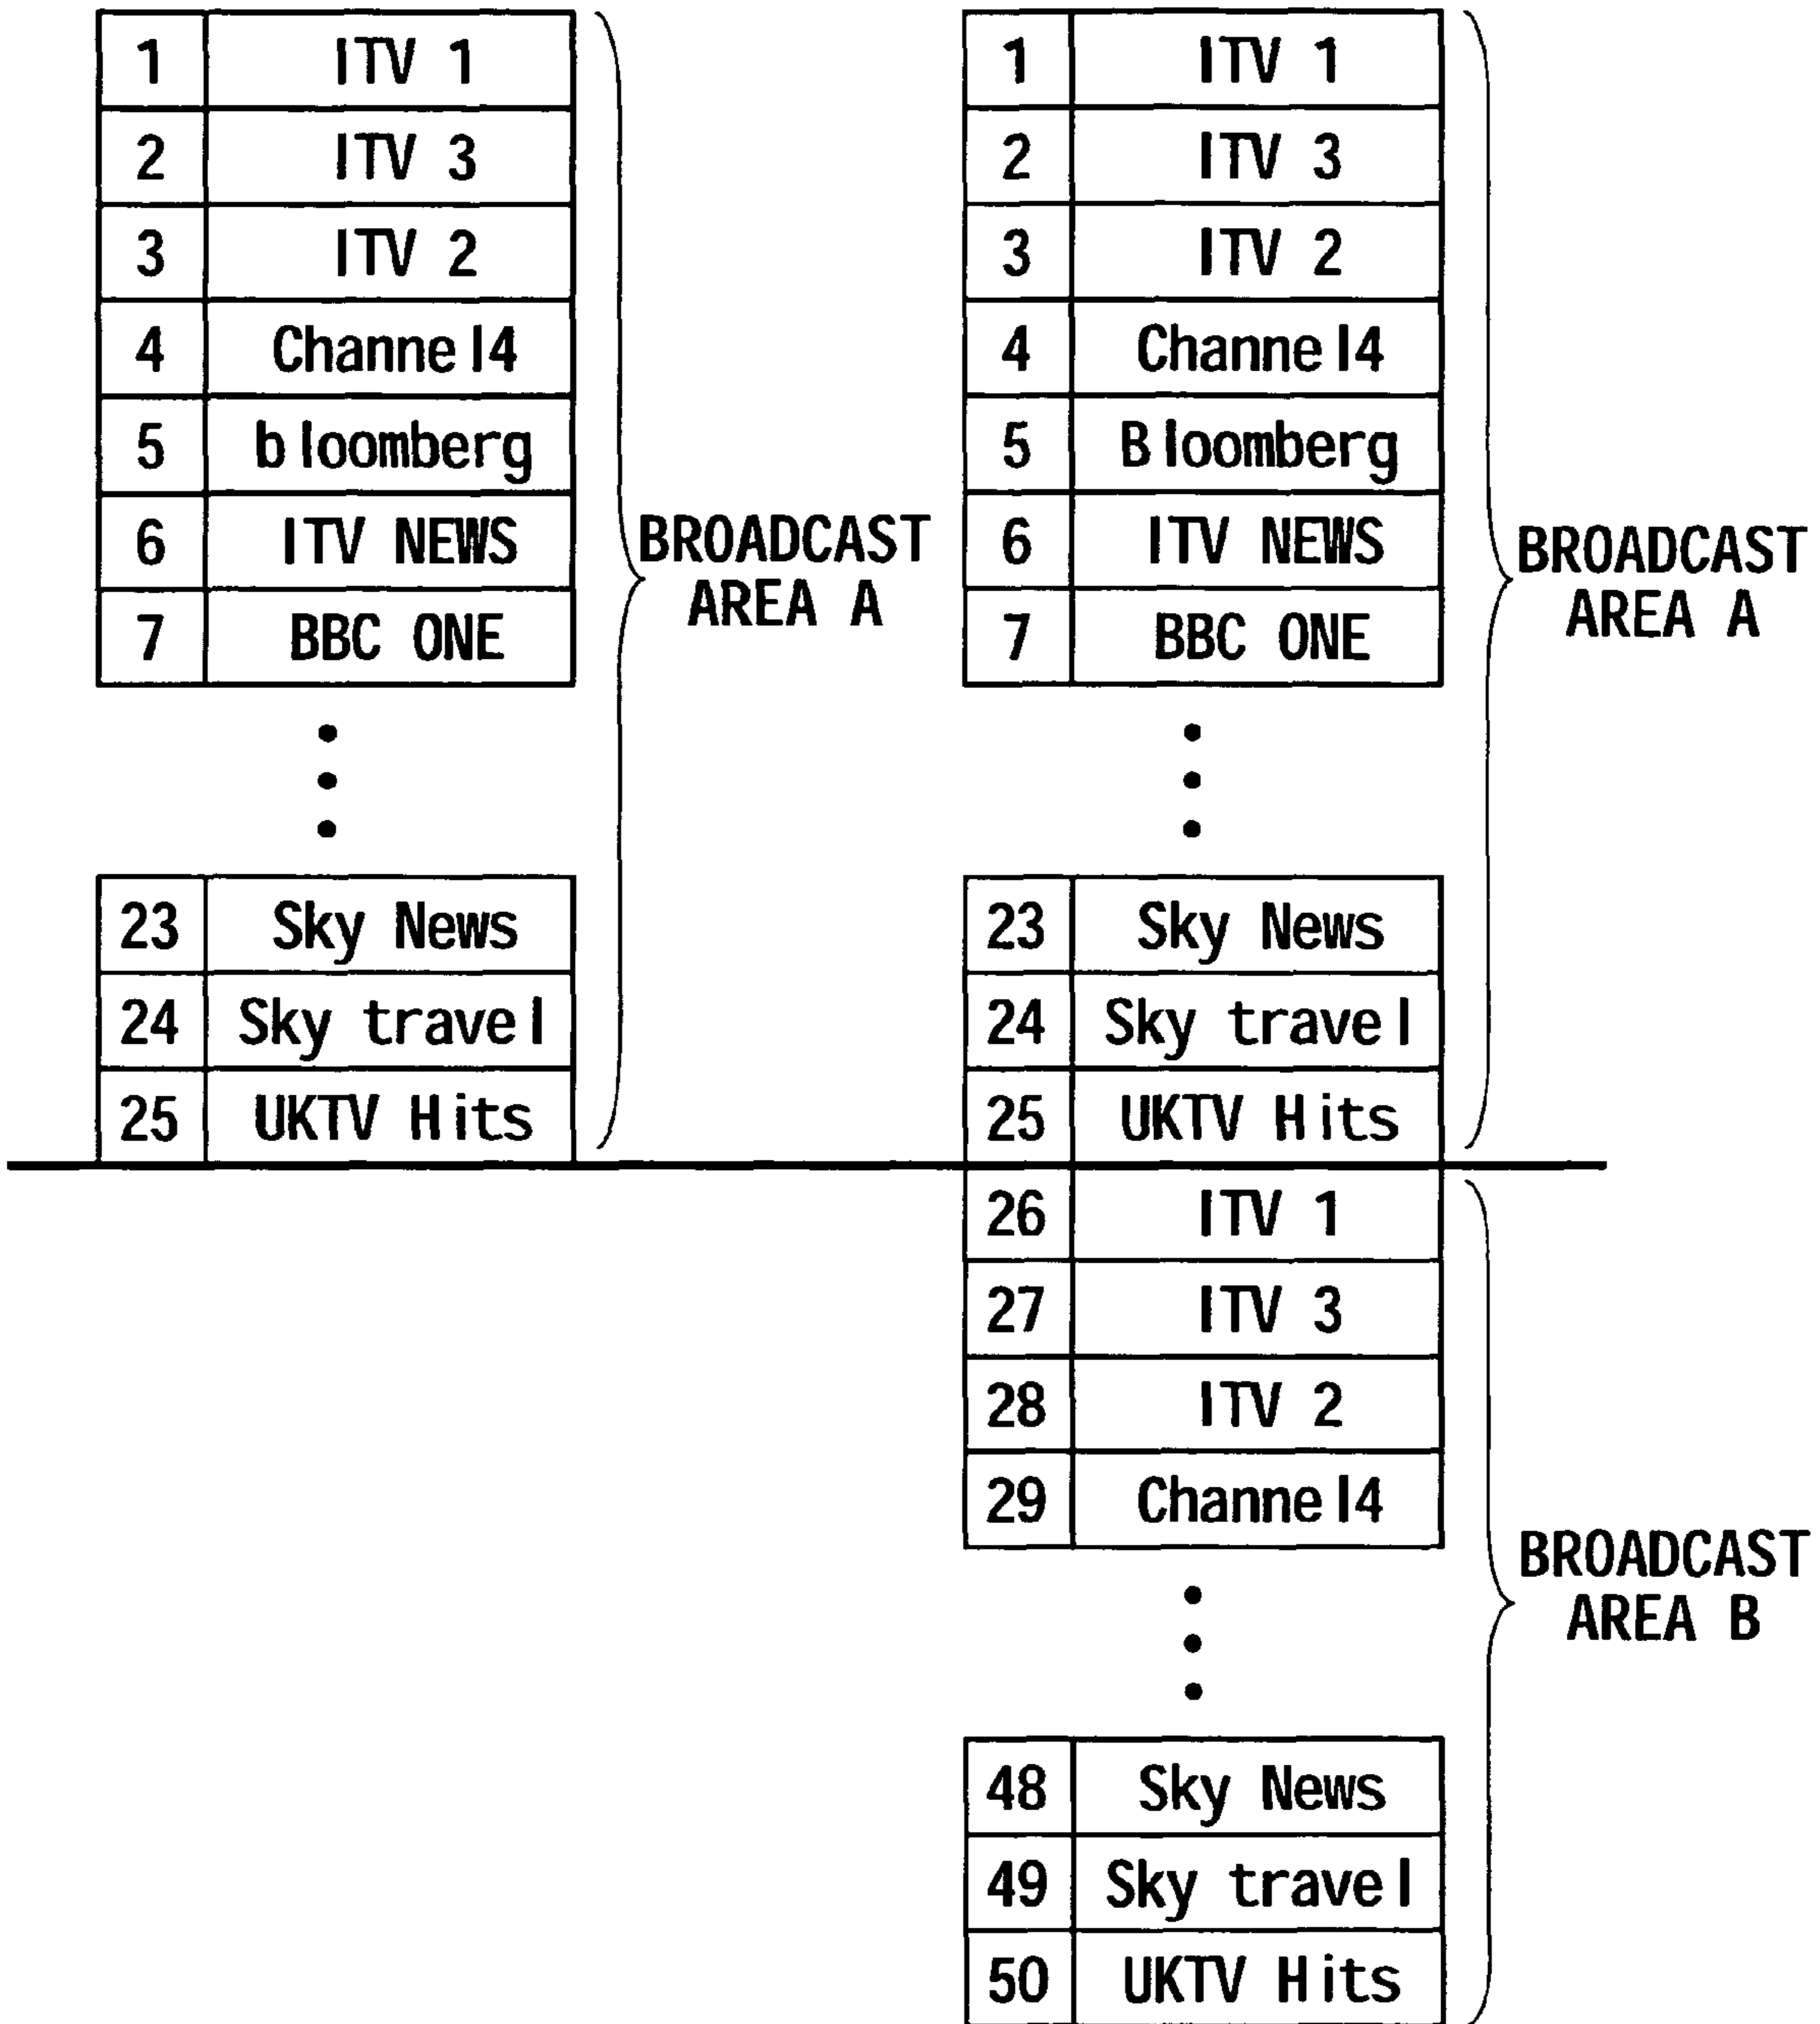 1 ITV 1
2 ITV 3
3 ITV 2
4 Channel4
5 bloomberg
6 ITV NEWS
7 BBC ONE
23 Sky News
24 Sky travel
25 UKTV Hits
BROADCAST
AREA A
1 ITV 1
2 ITV 3
3 ITV 2
4 Channel4
5 Bloomberg
6 ITV NEWS
7 BBC ONE
23 Sky News
24 Sky travel
25 UKTV Hits
BROADCAST
AREA A
26 ITV 1
27 ITV 3
28 ITV 2
29 Channel4
48 Sky News
49 Sky travel
50 UKTV Hits
BROADCAST
AREA B